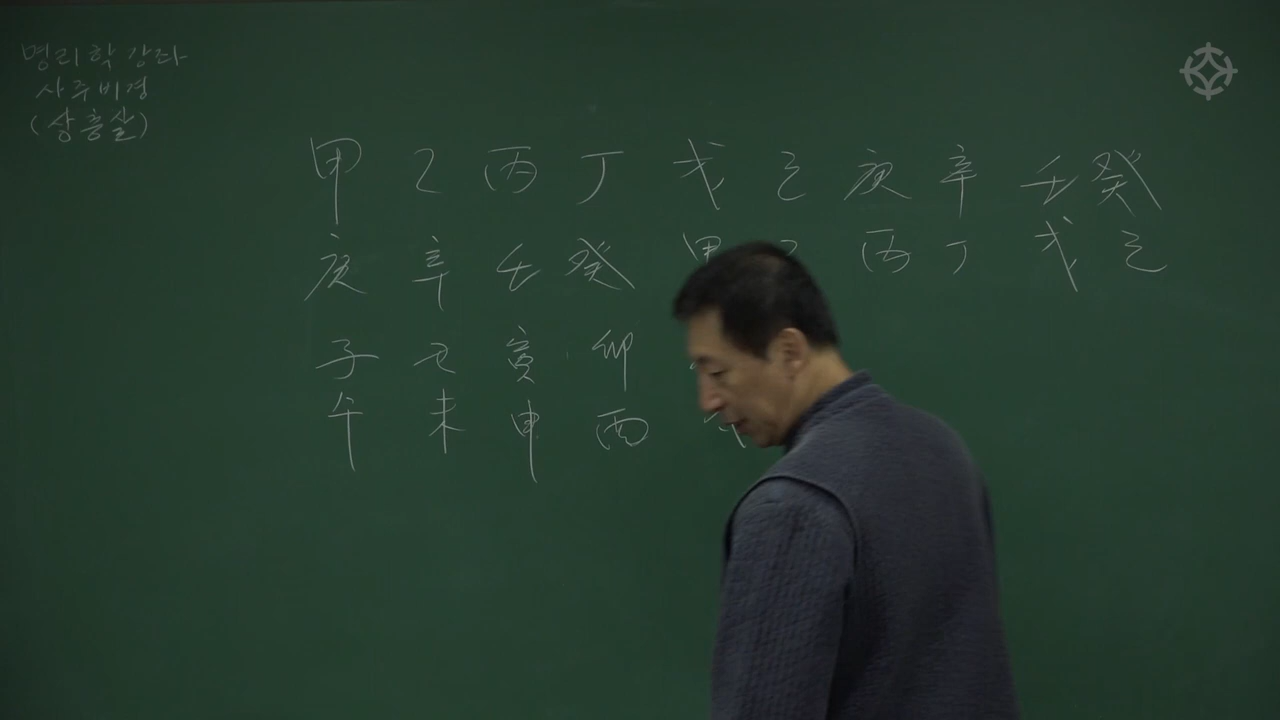 명리학 강좌
사주비경
(상충살)
甲 乙 丙 丁 戊 己 庚 辛 壬 癸
庚 辛 壬 癸 甲 丙 丁 戊 己
子 丑 寅 卯
午 未 申 酉